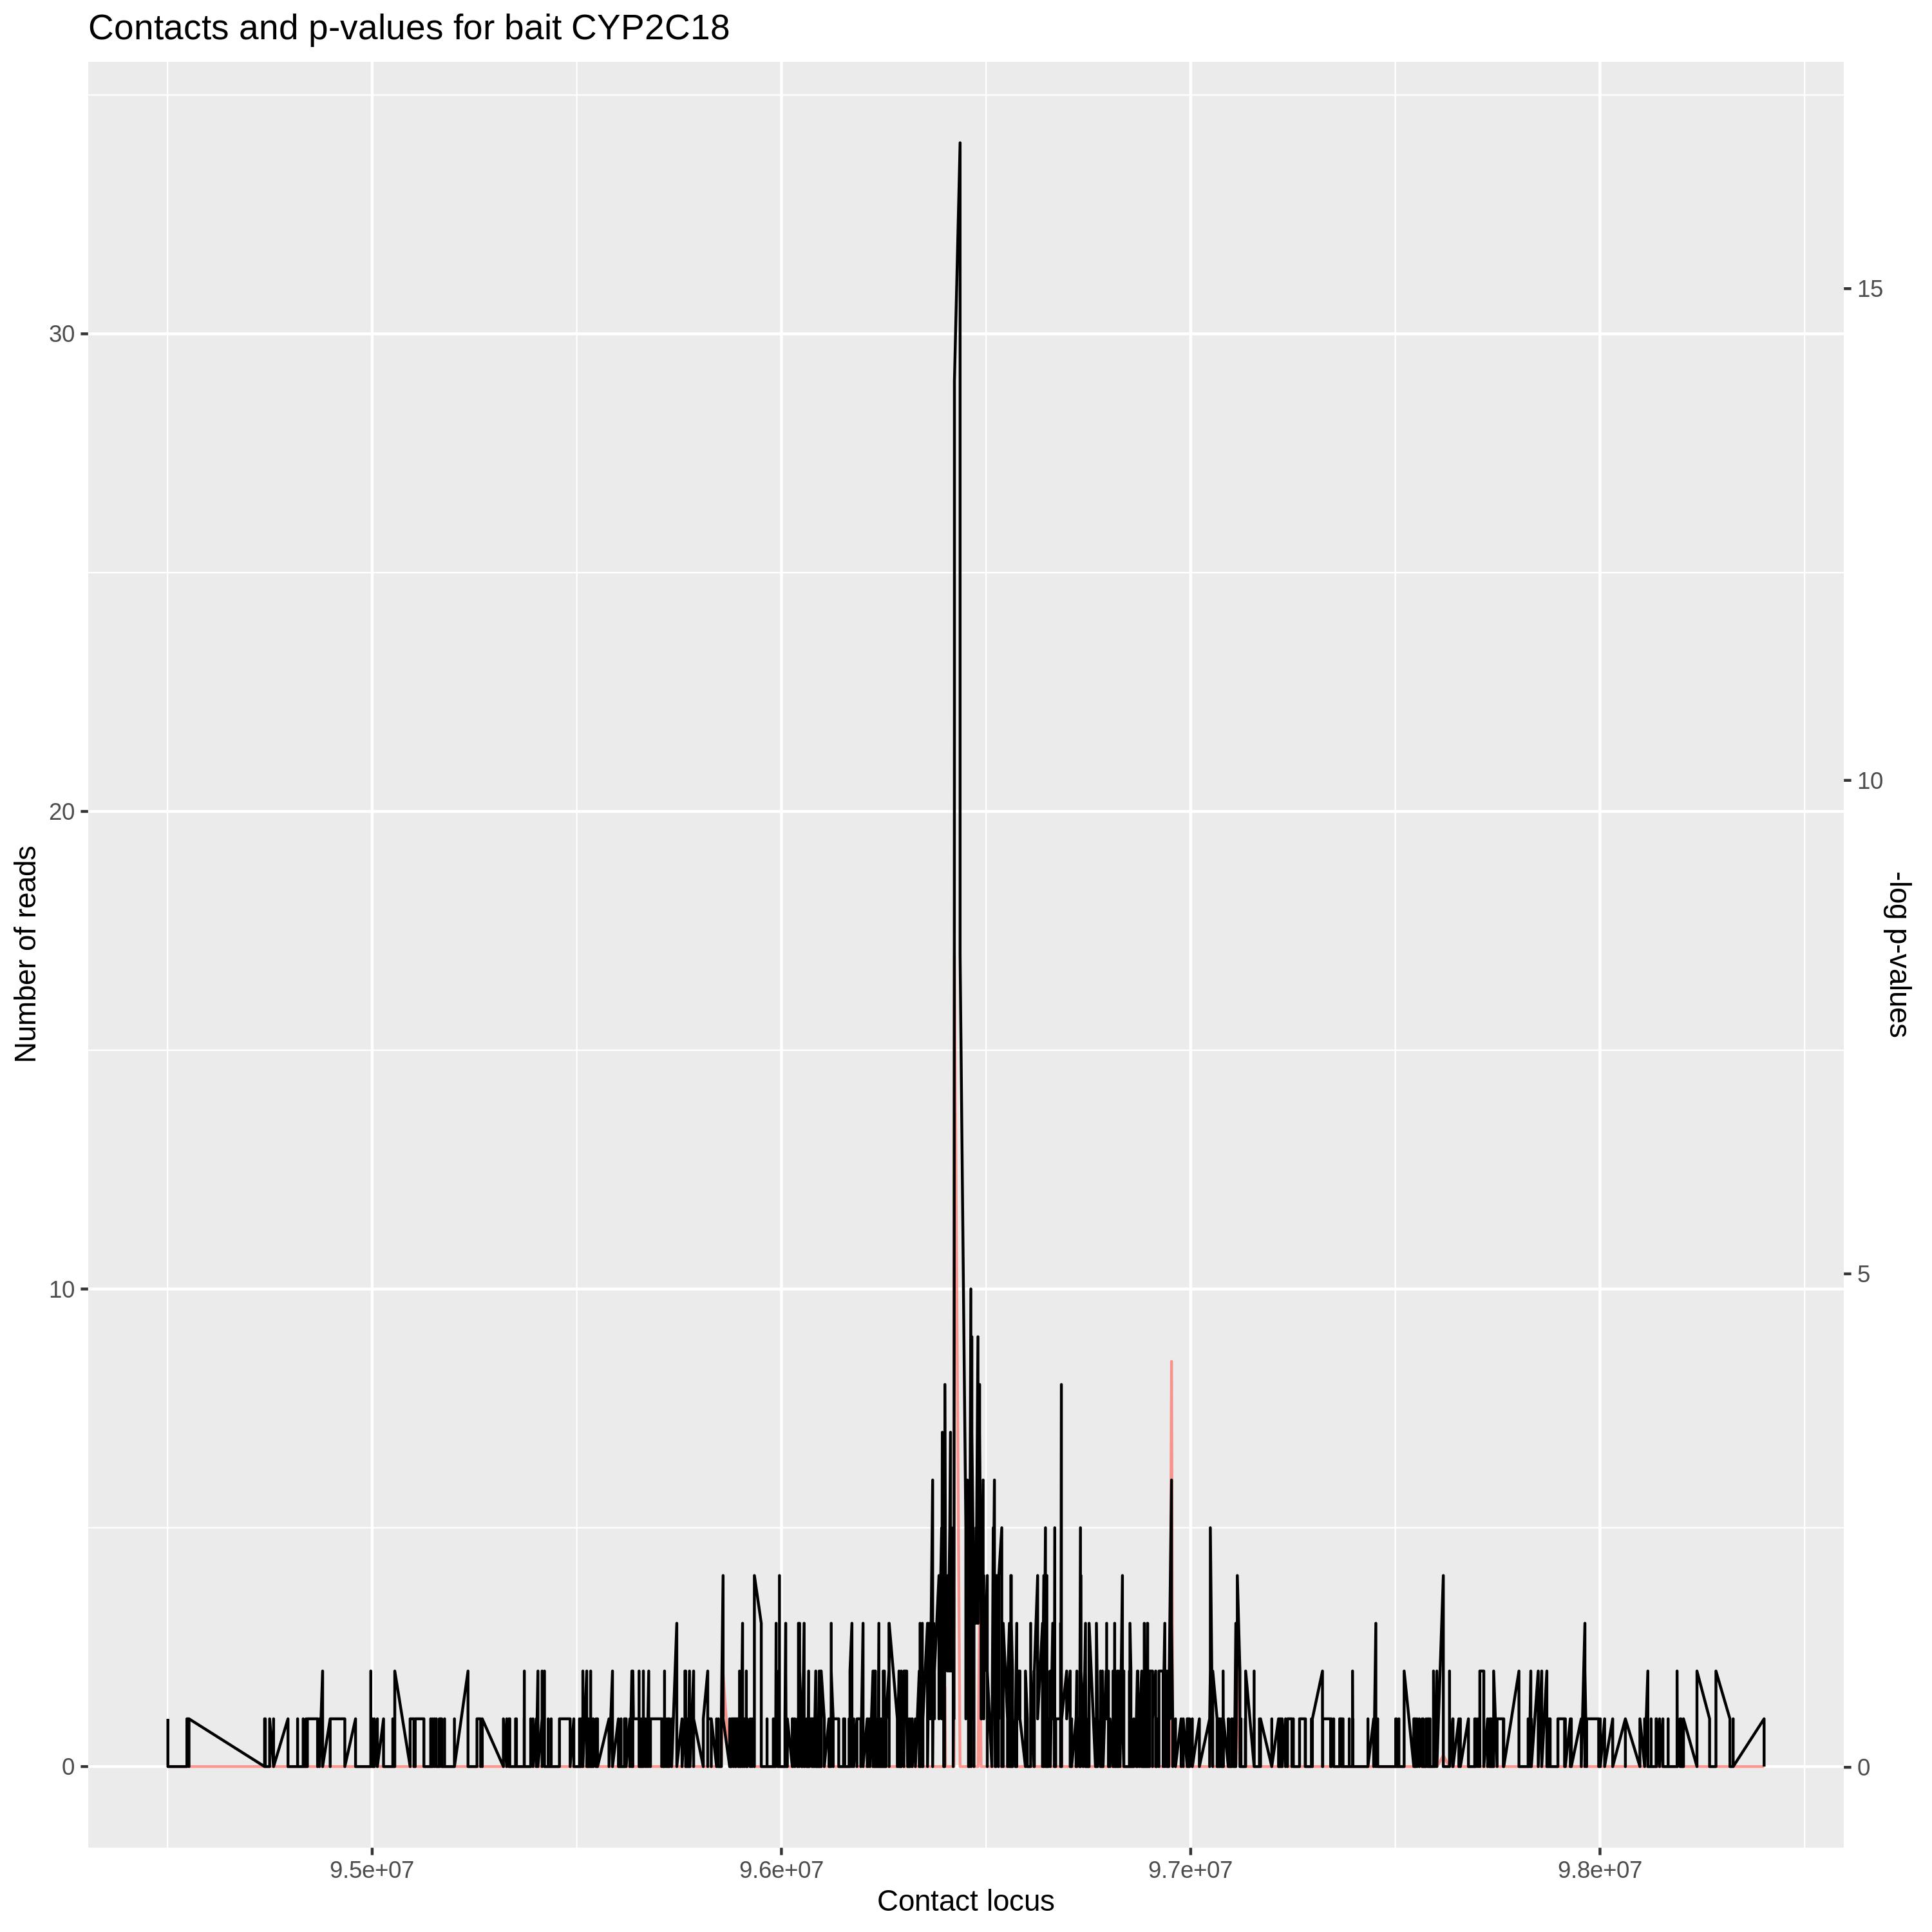 Contacts and p-values for bait CYP2C18
30
20
10
0
Number of reads
15
10
5
0
-log p-values
9.5e+07
9.6e+07
9.7e+07
9.8e+07
Contact locus